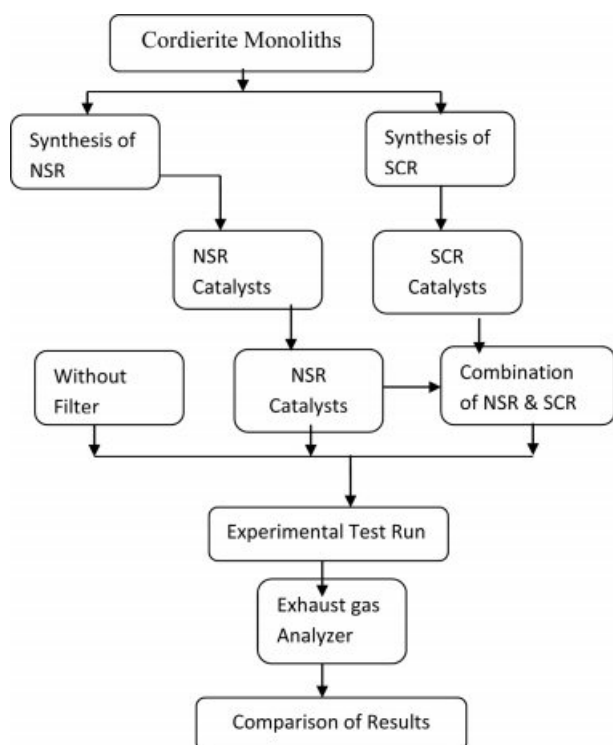 Cordierite Monoliths
Synthesis of
NSR
Synthesis of
SCR
NSR
Catalysts
SCR
Catalysts
Without
Filter
NSR
Catalysts
Combination
of NSR & SCR
Experimental Test Run
Exhaust gas
Analyzer
Comparison of Results